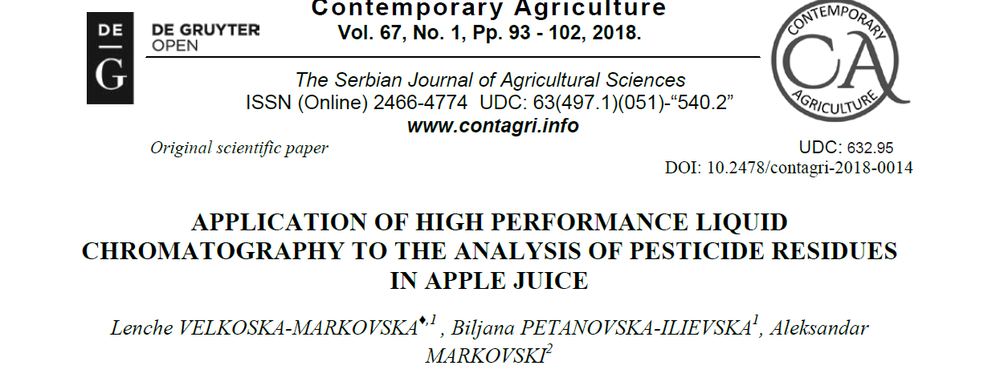 Contemporary Agriculture
DE
G
DE GRUYTER
OPEN
Vol. 67, No. 1, Pp. 93 - 102, 2018.
CONTEMPORARY
CA
AGRICULTURE
The Serbian Journal of Agricultural Sciences
ISSN (Online) 2466-4774 UDC: 63(497.1)(051)-“540.2”
www.contagri.info
Original scientific paper
UDC: 632.95
DOI: 10.2478/contagri-2018-0014
APPLICATION OF HIGH PERFORMANCE LIQUID
CHROMATOGRAPHY TO THE ANALYSIS OF PESTICIDE RESIDUES
IN APPLE JUICE
Lenche VELKOSKA-MARKOVSKA♦,1 , Biljana PETANOVSKA-ILIEVSKA1, Aleksandar
MARKOVSKI2